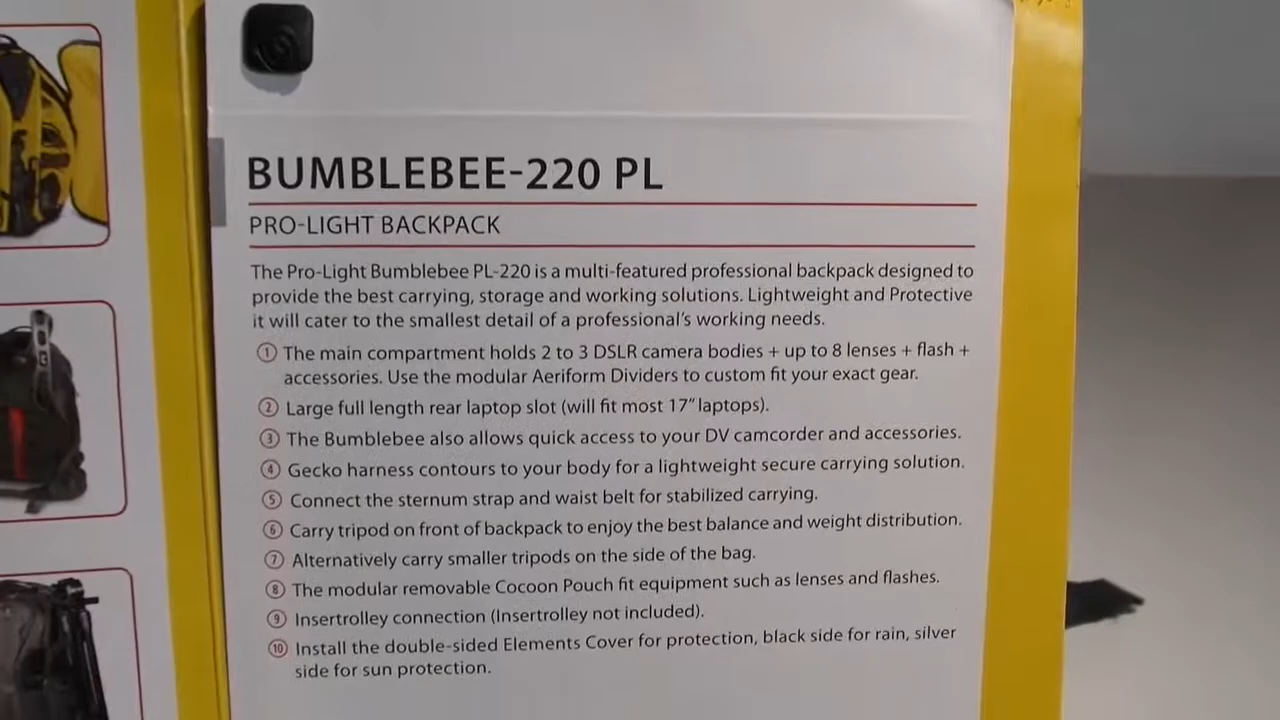 BUMBLEBEE-220 PL
PRO-LIGHT BACKPACK
The Pro-Light Bumblebee PL-220 is a multi-featured professional backpack designed to
provide the best carrying, storage and working solutions. Lightweight and Protective
it will cater to the smallest detail of a professional's working needs.
① The main compartment holds 2 to 3 DSLR camera bodies + up to 8 lenses + flash +
accessories. Use the modular Aeriform Dividers to custom fit your exact gear.
② Large full length rear laptop slot (will fit most 17" laptops).
③ The Bumblebee also allows quick access to your DV camcorder and accessories.
④ Gecko harness contours to your body for a lightweight secure carrying solution.
⑤ Connect the sternum strap and waist belt for stabilized carrying.
⑥ Carry tripod on front of backpack to enjoy the best balance and weight distribution.
⑦ Alternatively carry smaller tripods on the side of the bag.
⑧ The modular removable Cocoon Pouch fit equipment such as lenses and flashes.
⑨ Insertrolley connection (Insertrolley not included).
⑩ Install the double-sided Elements Cover for protection, black side for rain, silver
side for sun protection.